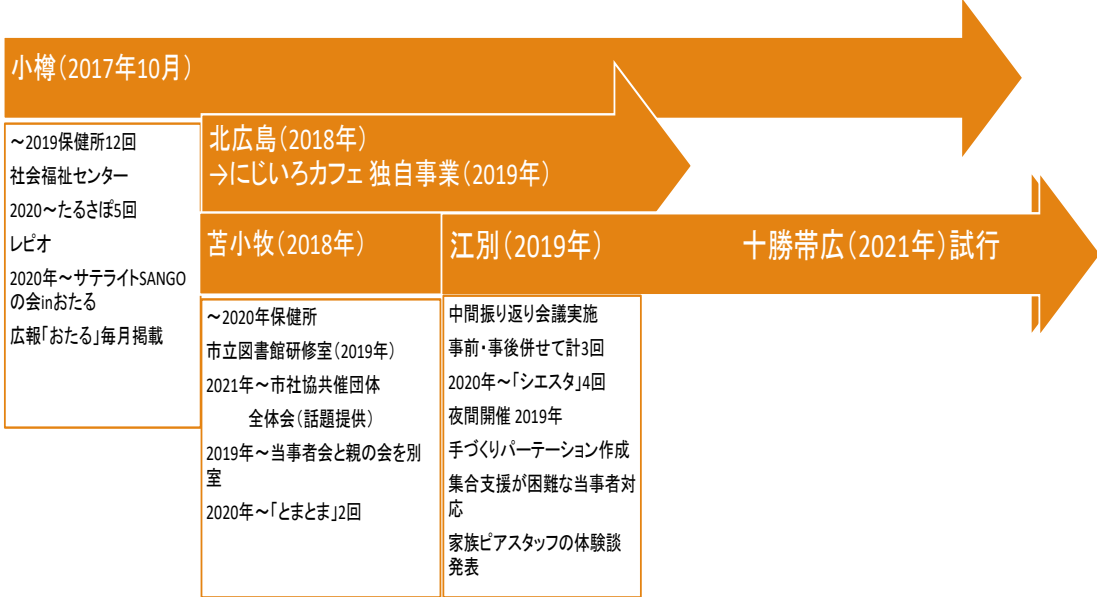 小樽（2017年10月）
～2019保健所12回
社会福祉センター
2020～たるさぽ5回
レピオ
2020年～サテライトSANGO
の会inおたる
広報「おたる」毎月掲載
北広島（2018年）
→にじいろカフェ 独自事業（2019年）
苫小牧（2018年）
～2020年保健所
市立図書館研修室（2019年）
2021年～市社協共催団体
全体会（話題提供）
2019年～当事者会と親の会を別
室
2020年～「とまとま」2回
江別（2019年）
中間振り返り会議実施
事前・事後併せて計3回
2020年～「シエスタ」4回
夜間開催 2019年
手づくりパーテーション作成
集合支援が困難な当事者対
応
家族ピアスタッフの体験談
発表
十勝帯広（2021年）試行